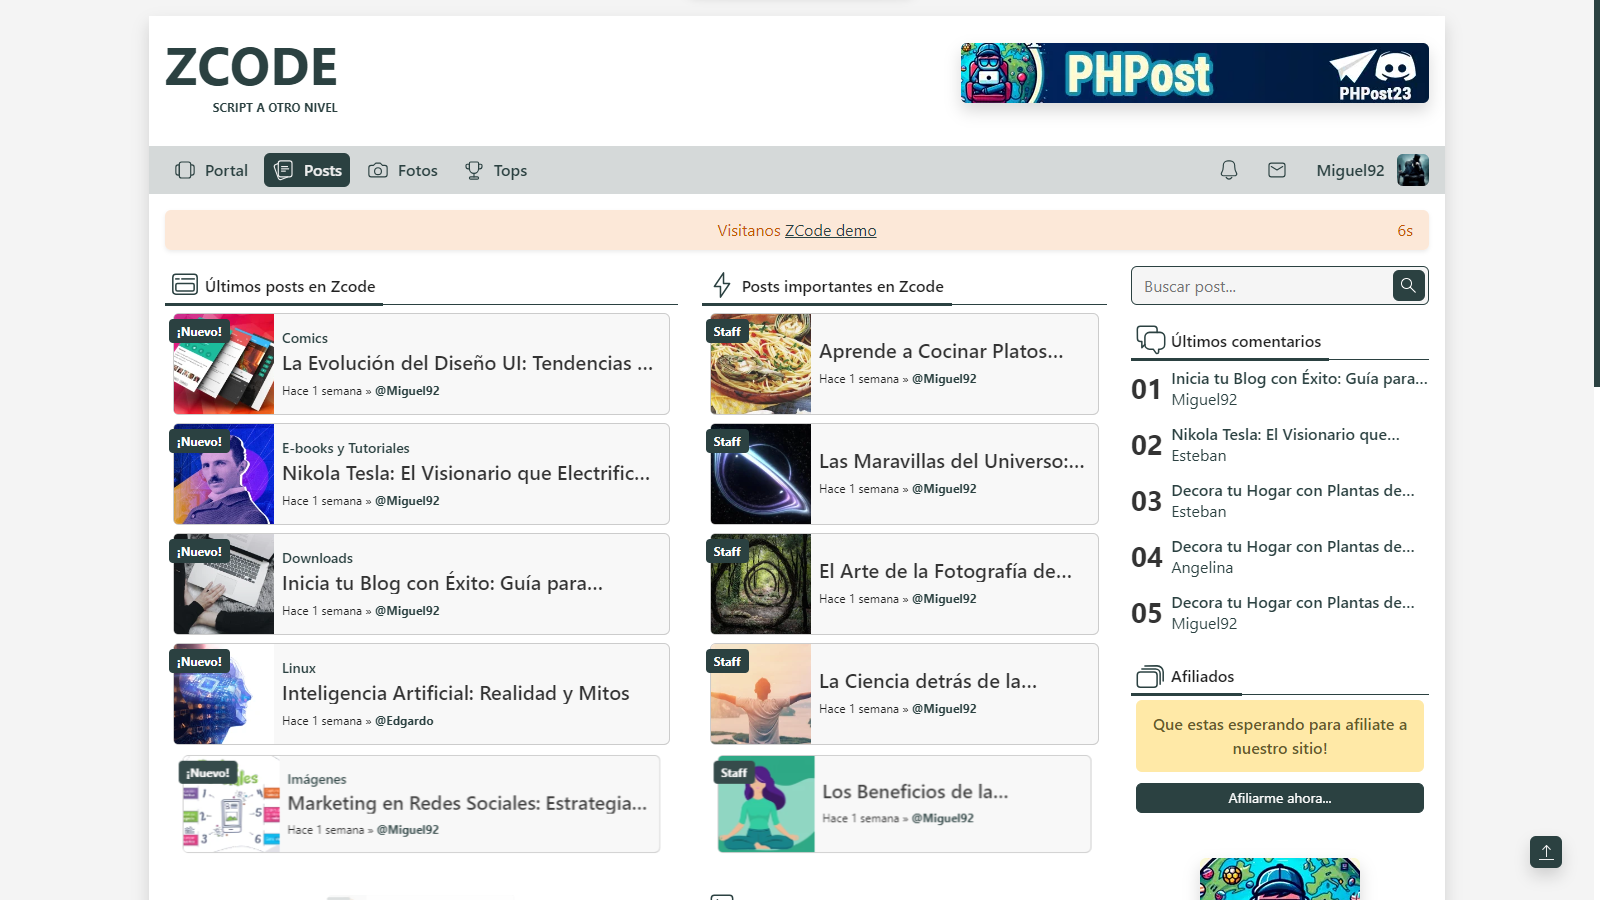 ZCODE
SCRIPT A OTRO NIVEL
PHPost
PHPost23
Portal
Posts
Fotos
Tops
Miguel92
Visitanos ZCode demo
6s
Últimos posts en Zcode
¡Nuevo!
Comics
La Evolución del Diseño UI: Tendencias ...
Hace 1 semana » @Miguel92
¡Nuevo!
E-books y Tutoriales
Nikola Tesla: El Visionario que Electrific...
Hace 1 semana » @Miguel92
¡Nuevo!
Downloads
Inicia tu Blog con Éxito: Guía para...
Hace 1 semana » @Miguel92
¡Nuevo!
Linux
Inteligencia Artificial: Realidad y Mitos
Hace 1 semana » @Edgardo
¡Nuevo!
Imágenes
Marketing en Redes Sociales: Estrategia...
Hace 1 semana » @Miguel92
1
2
3
4
5
6
Posts importantes en Zcode
Staff
Aprende a Cocinar Platos...
Hace 1 semana » @Miguel92
Staff
Las Maravillas del Universo:...
Hace 1 semana » @Miguel92
Staff
El Arte de la Fotografía de...
Hace 1 semana » @Miguel92
Staff
La Ciencia detrás de la...
Hace 1 semana » @Miguel92
Staff
Los Beneficios de la...
Hace 1 semana » @Miguel92
Buscar post...
Últimos comentarios
01
Inicia tu Blog con Éxito: Guía para...
Miguel92
02
Nikola Tesla: El Visionario que...
Esteban
03
Decora tu Hogar con Plantas de...
Esteban
04
Decora tu Hogar con Plantas de...
Angelina
05
Decora tu Hogar con Plantas de...
Miguel92
Afiliados
Que estas esperando para afiliate a
nuestro sitio!
Afiliarme ahora...